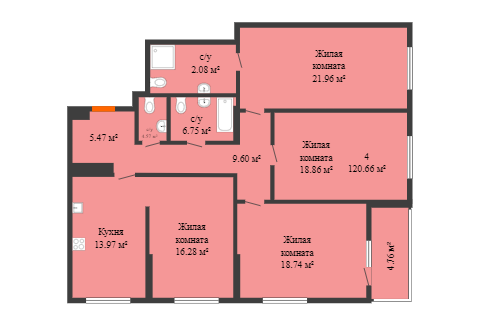 с/у
2.08 м²
Жилая
комната
21.96 м²
5.47 м²
с/у
с/у
6.75 м²
9.60 м²
Жилая
комната
18.86 м²
4
120.66 м²
Кухня
13.97 м²
Жилая
комната
16.28 м²
Жилая
комната
18.74 м²
4.76 м²